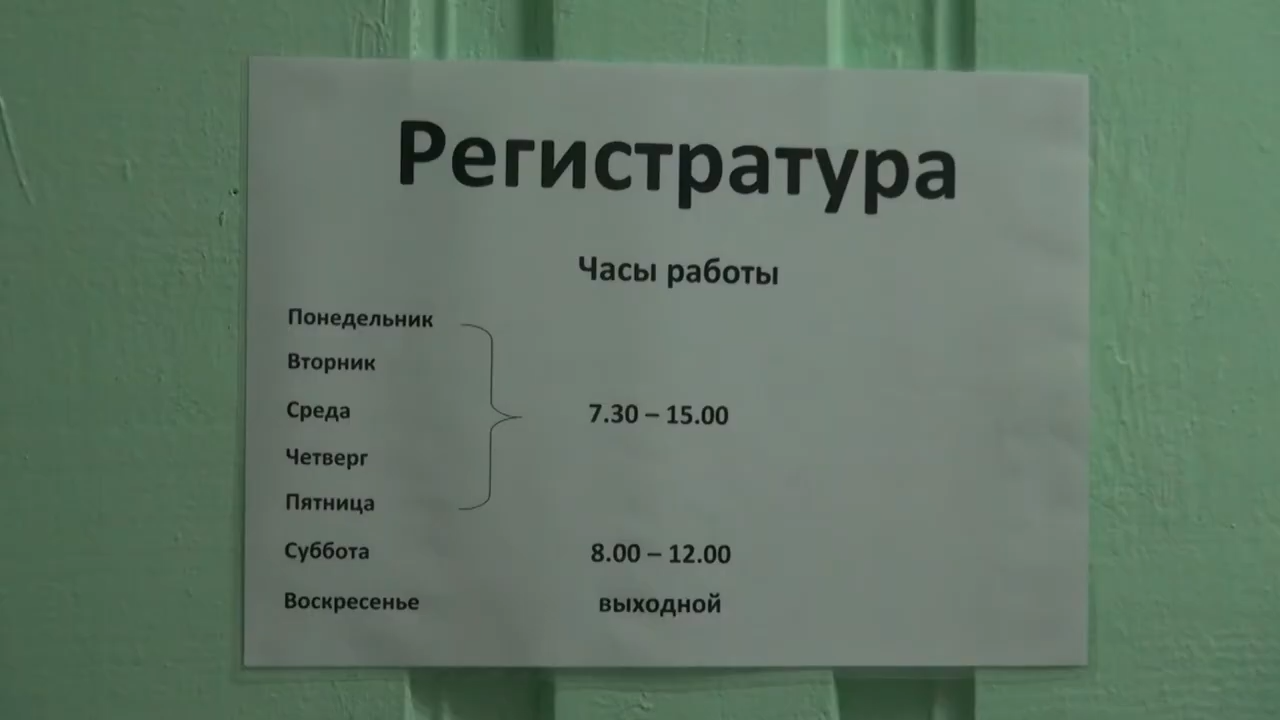 Регистратура
Часы работы
Понедельник
Вторник
Среда 7.30 – 15.00
Четверг
Пятница
Суббота 8.00 – 12.00
Воскресенье выходной